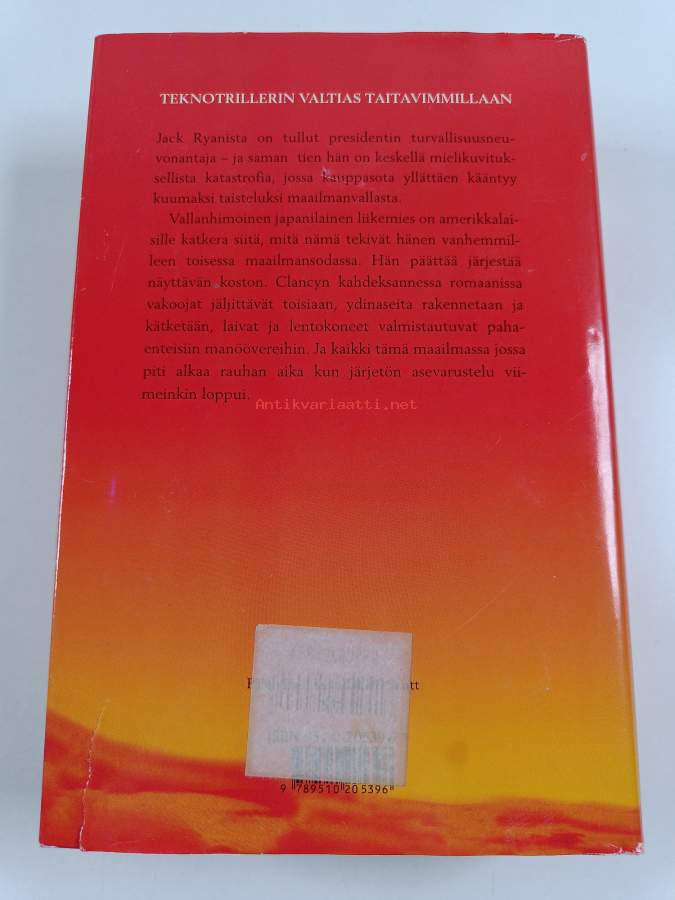 TEKNOTRILLERIN VALTIAS TAITAVIMMILLAAN
Jack Ryanista on tullut presidentin turvallisuusneu-
vonantaja – ja saman tien hän on keskellä mielikuvituk-
sellista katastrofia, jossa kauppasota yllättäen kääntyy
kuumaksi taisteluksi maailmanvallasta.
Vallanhimoinen japanilainen liikemies on amerikkalai-
sille katkera siitä, mitä nämä tekivät hänen vanhemmil-
leen toisessa maailmansodassa. Hän päättää järjestää
näyttävän koston. Clancyn kahdeksannessa romaanissa
vakoojat jäljittävät toisiaan, ydinaseita rakennetaan ja
kätketään, laivat ja lentokoneet valmistautuvat paha-
enteisiin manöövereihin. Ja kaikki tämä maailmassa jossa
piti alkaa rauhan aika kun järjetön asevarustelu vii-
meinkin loppui.
Antikvariaatti.net
9 789510 205396